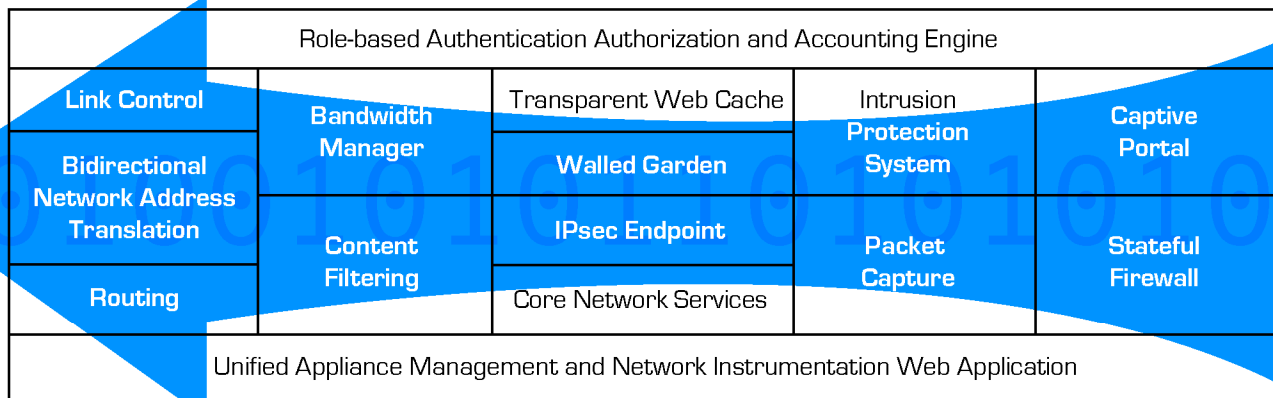 Role-based Authentication Authorization and Accounting Engine
Link Control
Bidirectional
Network Address
Translation
Routing
Bandwidth
Manager
Content
Filtering
Transparent Web Cache
Walled Garden
IPsec Endpoint
Core Network Services
Intrusion
Protection
System
Packet
Capture
Captive
Portal
Stateful
Firewall
01001010110101010
Unified Appliance Management and Network Instrumentation Web Application